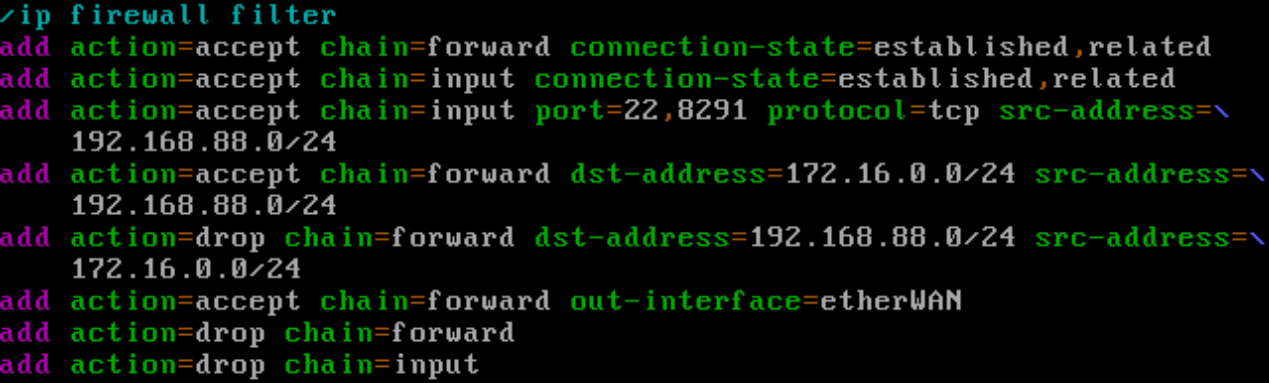 /ip firewall filter
add action=accept chain=forward connection-state=established,related
add action=accept chain=input connection-state=established,related
add action=accept chain=input port=22,8291 protocol=tcp src-address=\
    192.168.88.0/24
add action=accept chain=forward dst-address=172.16.0.0/24 src-address=\
    192.168.88.0/24
add action=drop chain=forward dst-address=192.168.88.0/24 src-address=\
    172.16.0.0/24
add action=accept chain=forward out-interface=etherWAN
add action=drop chain=forward
add action=drop chain=input